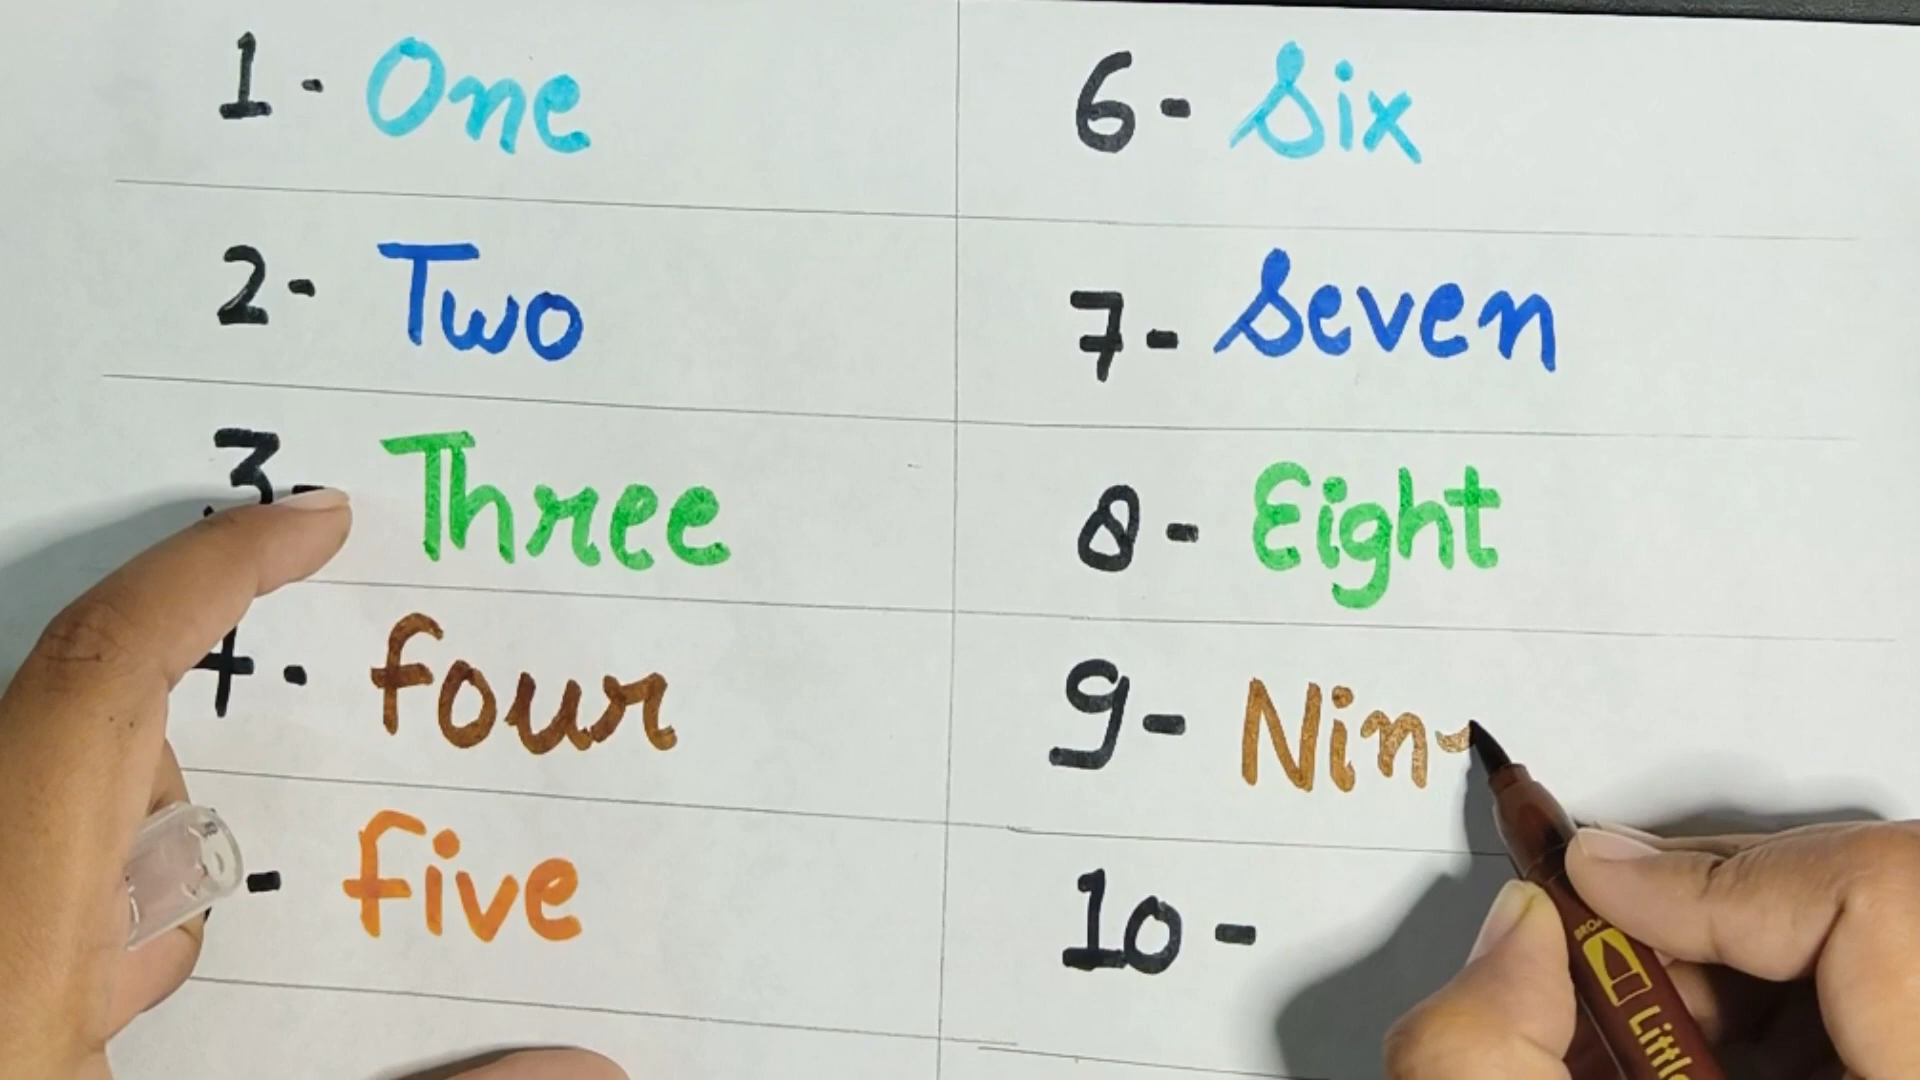 1 - One
2 - Two
3 - Three
4 - four
- five
6 - Six
7 - Seven
8 - Eight
9 - Nin
10 -